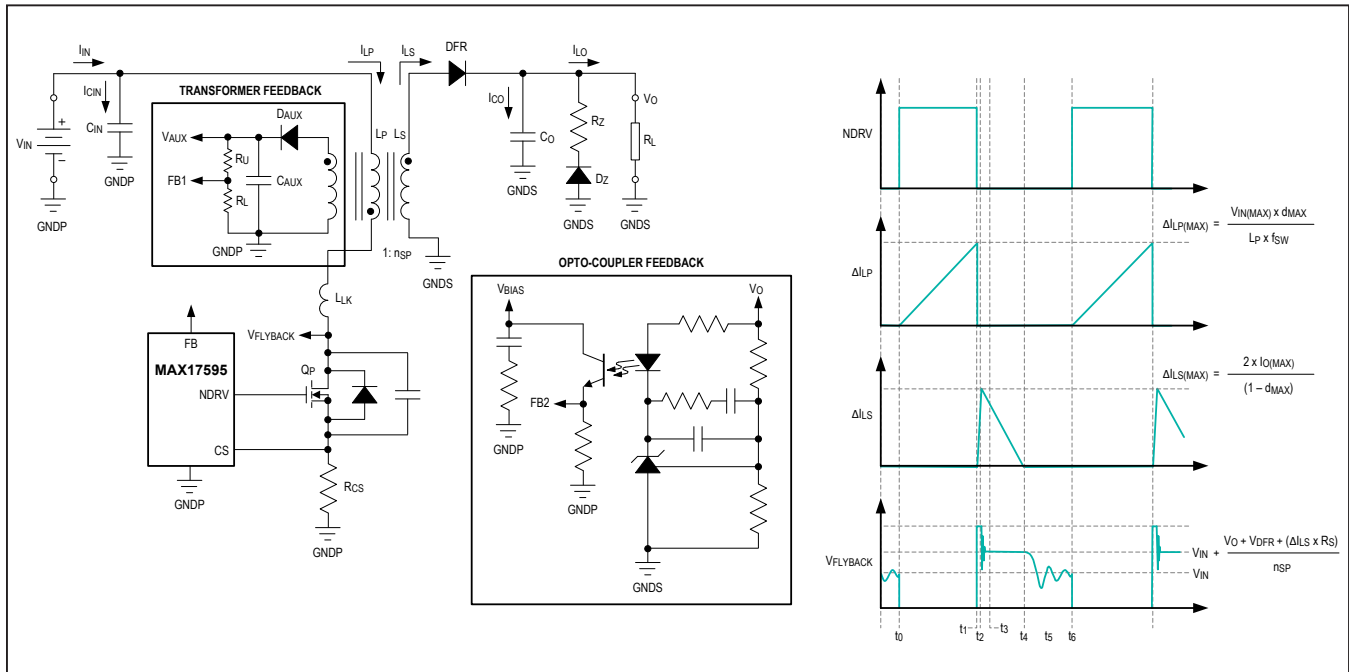 IIN
ILP
ILS
DFR
ILO
ICIN
CIN
VIN
+
–
GNDP
GNDP
TRANSFORMER FEEDBACK
DAUX
VAUX
RU
FB1
RL
CAUX
GNDP
LP
LS
1: nSP
GNDS
ICO
CO
GNDS
RZ
DZ
GNDS
VO
RL
GNDS
LLK
VFLYBACK
FB
MAX17595
NDRV
CS
GNDP
QP
RCS
GNDP
OPTO-COUPLER FEEDBACK
VBIAS
VO
FB2
GNDP
GNDP
GNDS
NDRV
ΔILP
ΔILP(MAX) = VIN(MAX) x dMAX
LP x fSW
ΔILS
ΔILS(MAX) = 2 x IO(MAX)
(1 – dMAX)
VFLYBACK
VIN + VO + VDFR + (ΔILS x RS)
nSP
VIN
t0
t1
t2
t3
t4
t5
t6